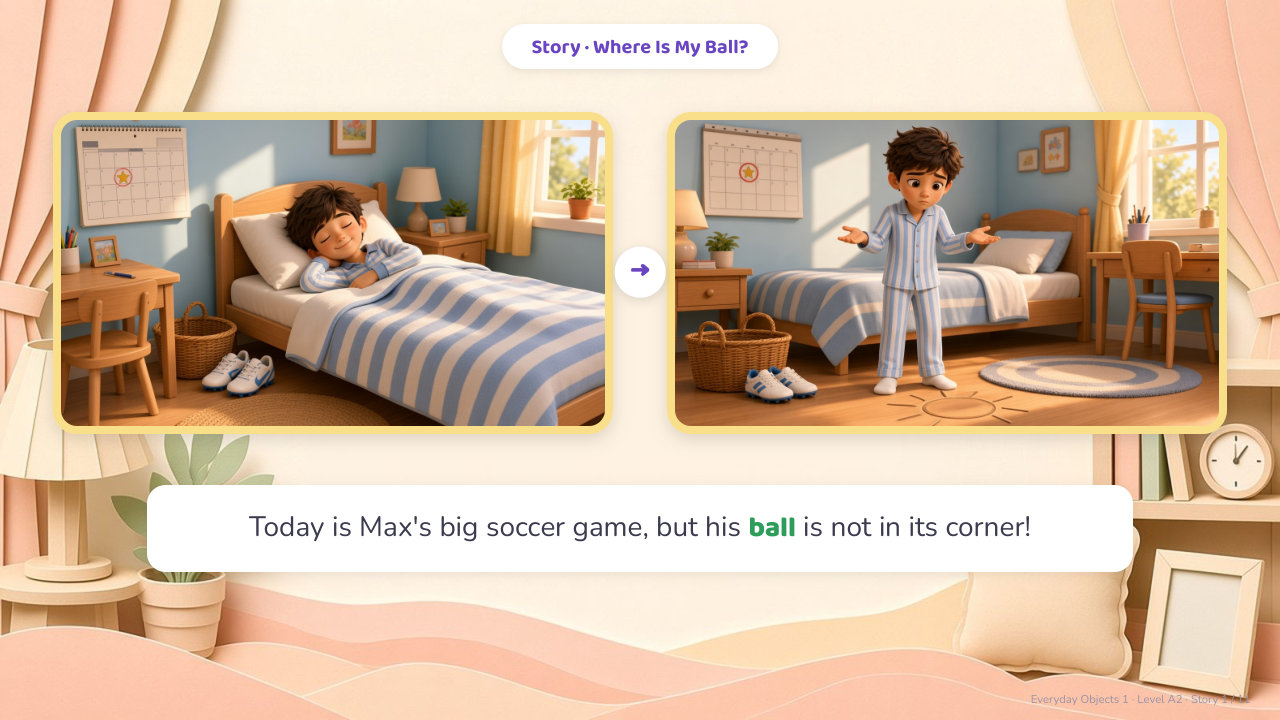 Story · Where Is My Ball?
➜
Today is Max's big soccer game, but his ball is not in its corner!
Everyday Objects 1 · Level A2 · Story 1 / 11